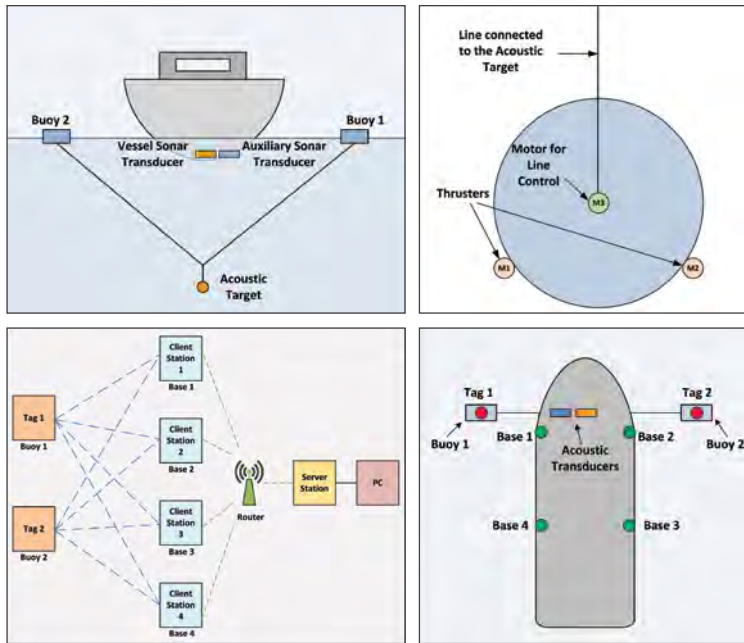 Buoy 2
Buoy 1
Vessel Sonar
Transducer
Auxiliary Sonar
Transducer
Acoustic
Target
Line connected
to the Acoustic
Target
Motor for
Line
Control
Thrusters
M3
M1
M2
Client
Station
1
Base 1
Tag 1
Buoy 1
Client
Station
2
Base 2
Router
Server
Station
PC
Tag 2
Buoy 2
Client
Station
3
Base 3
Client
Station
4
Base 4
Tag 1
Tag 2
Buoy 1
Base 1
Acoustic
Transducers
Base 2
Buoy 2
Base 4
Base 3